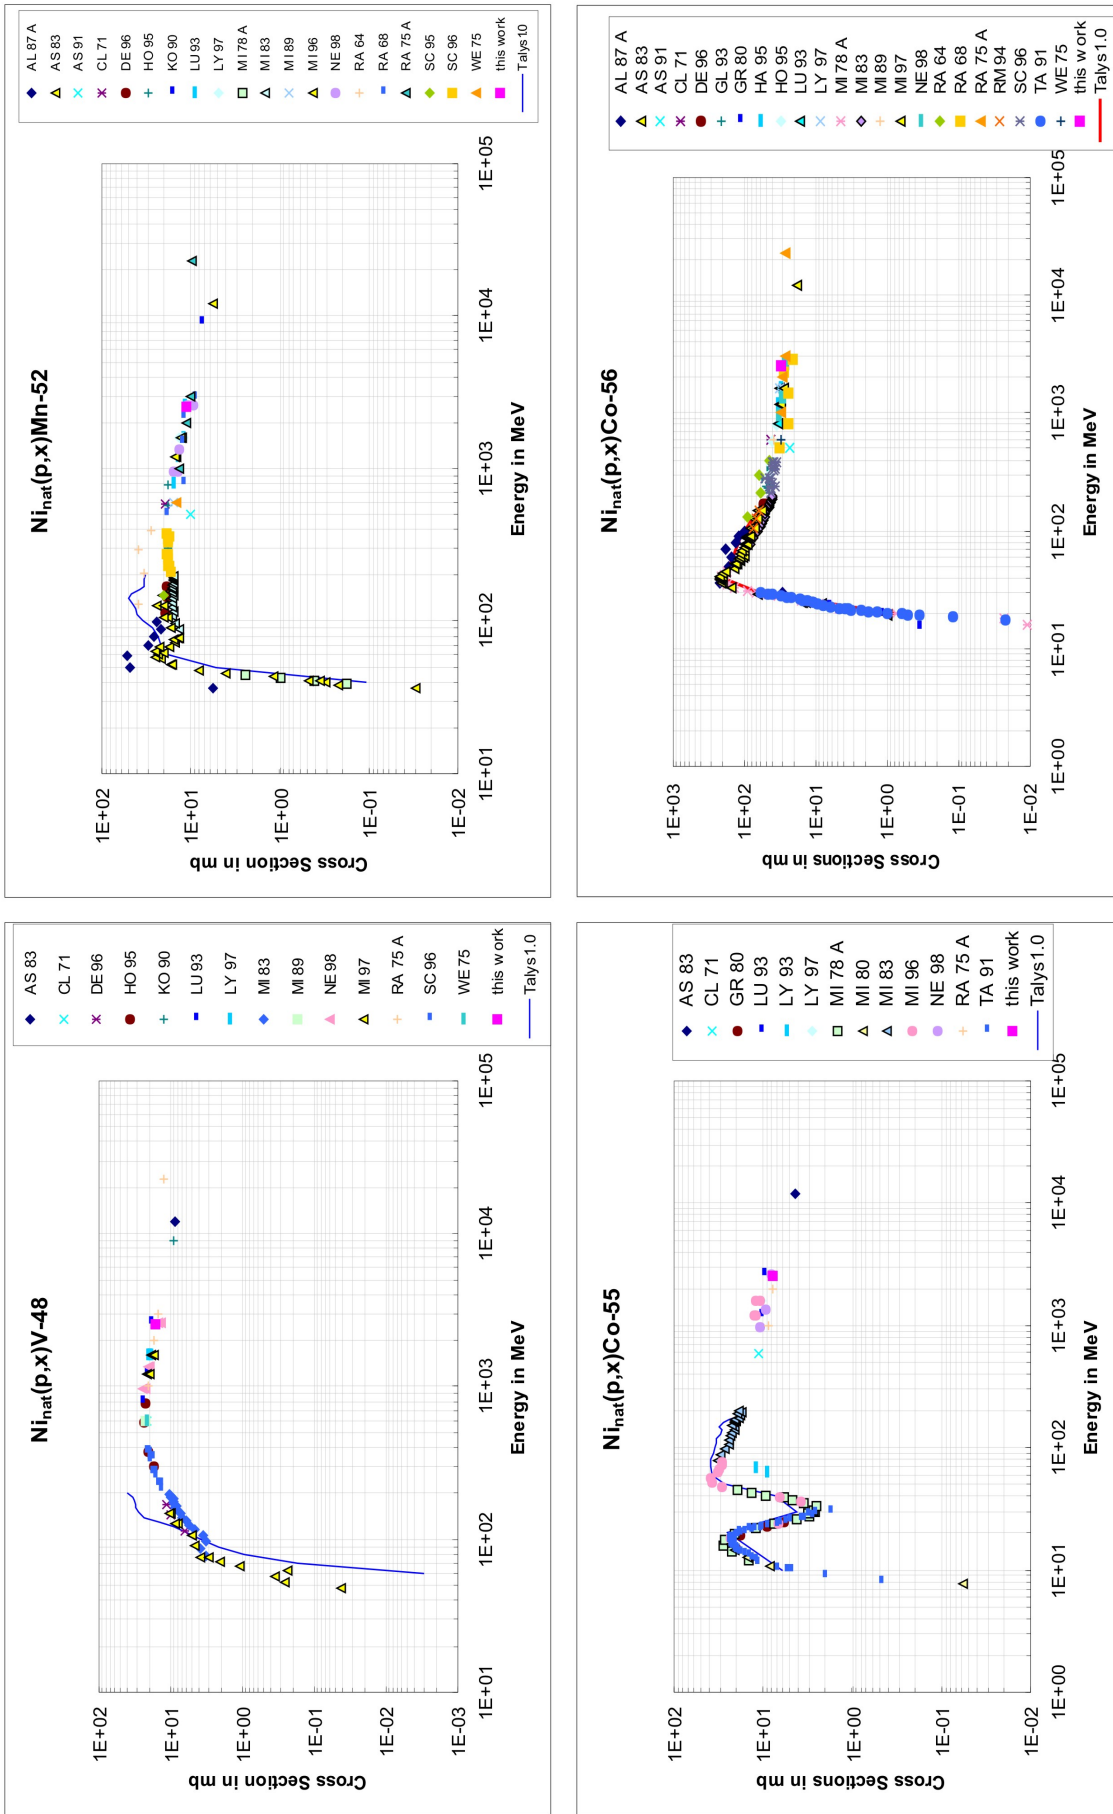 Ni_nat(p,x)V-48
1E+02
1E+01
1E+00
1E-01
1E-02
1E-03
Cross Section in mb
1E+01
1E+02
1E+03
1E+04
1E+05
Energy in MeV
AS 83
CL 71
DE 96
HO 95
KO 90
LU 93
LY 97
MI 83
MI 89
NE 98
MI 97
RA 75 A
SC 96
WE 75
this work
Talys1.0
Ni_nat(p,x)Mn-52
1E+02
1E+01
1E+00
1E-01
1E-02
Cross Section in mb
1E+01
1E+02
1E+03
1E+04
1E+05
Energy in MeV
AL 87 A
AS 83
AS 91
CL 71
DE 96
HO 95
KO 90
LU 93
LY 97
MI 78 A
MI 83
MI 89
MI 96
NE 98
RA 64
RA 68
RA 75 A
SC 95
SC 96
WE 75
this work
Talys10
Ni_nat(p,x)Co-55
1E+02
1E+01
1E+00
1E-01
1E-02
Cross Sections in mb
1E+00
1E+01
1E+02
1E+03
1E+04
1E+05
Energy in MeV
AS 83
CL 71
GR 80
LU 93
LY 93
LY 97
MI 78 A
MI 80
MI 83
MI 96
NE 98
RA 75 A
TA 91
this work
Talys1.0
Ni_nat(p,x)Co-56
1E+03
1E+02
1E+01
1E+00
1E-01
1E-02
Cross Sections in mb
1E+00
1E+01
1E+02
1E+03
1E+04
1E+05
Energy in MeV
AL 87 A
AS 83
AS 91
CL 71
DE96
GL 93
GR 80
HA 95
HO 95
LU 93
LY 97
MI 78 A
MI 83
MI 89
MI 97
NE98
RA 64
RA 68
RA 75 A
RM 94
SC 96
TA 91
WE 75
this work
Talys1.0